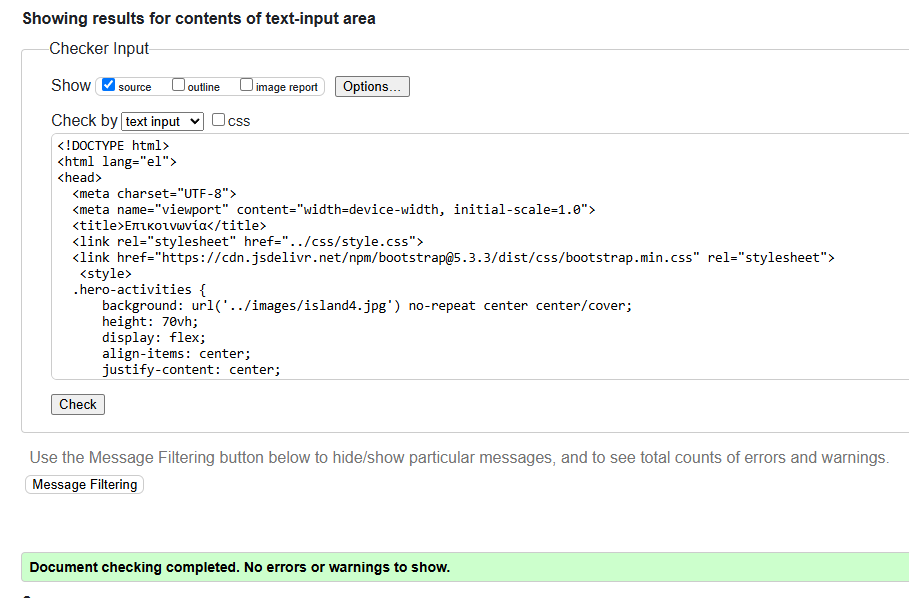 Showing results for contents of text-input area
Checker Input
Show source outline image report Options...
Check by text input css
<!DOCTYPE html>
<html lang="el">
<head>
<meta charset="UTF-8">
<meta name="viewport" content="width=device-width, initial-scale=1.0">
<title>Επικοινωνία</title>
<link rel="stylesheet" href="../css/style.css">
<link href="https://cdn.jsdelivr.net/npm/bootstrap@5.3.3/dist/css/bootstrap.min.css" rel="stylesheet">
<style>
.hero-activities {
background: url('../images/island4.jpg') no-repeat center center/cover;
height: 70vh;
display: flex;
align-items: center;
justify-content: center;
Check
Use the Message Filtering button below to hide/show particular messages, and to see total counts of errors and warnings.
Message Filtering
Document checking completed. No errors or warnings to show.